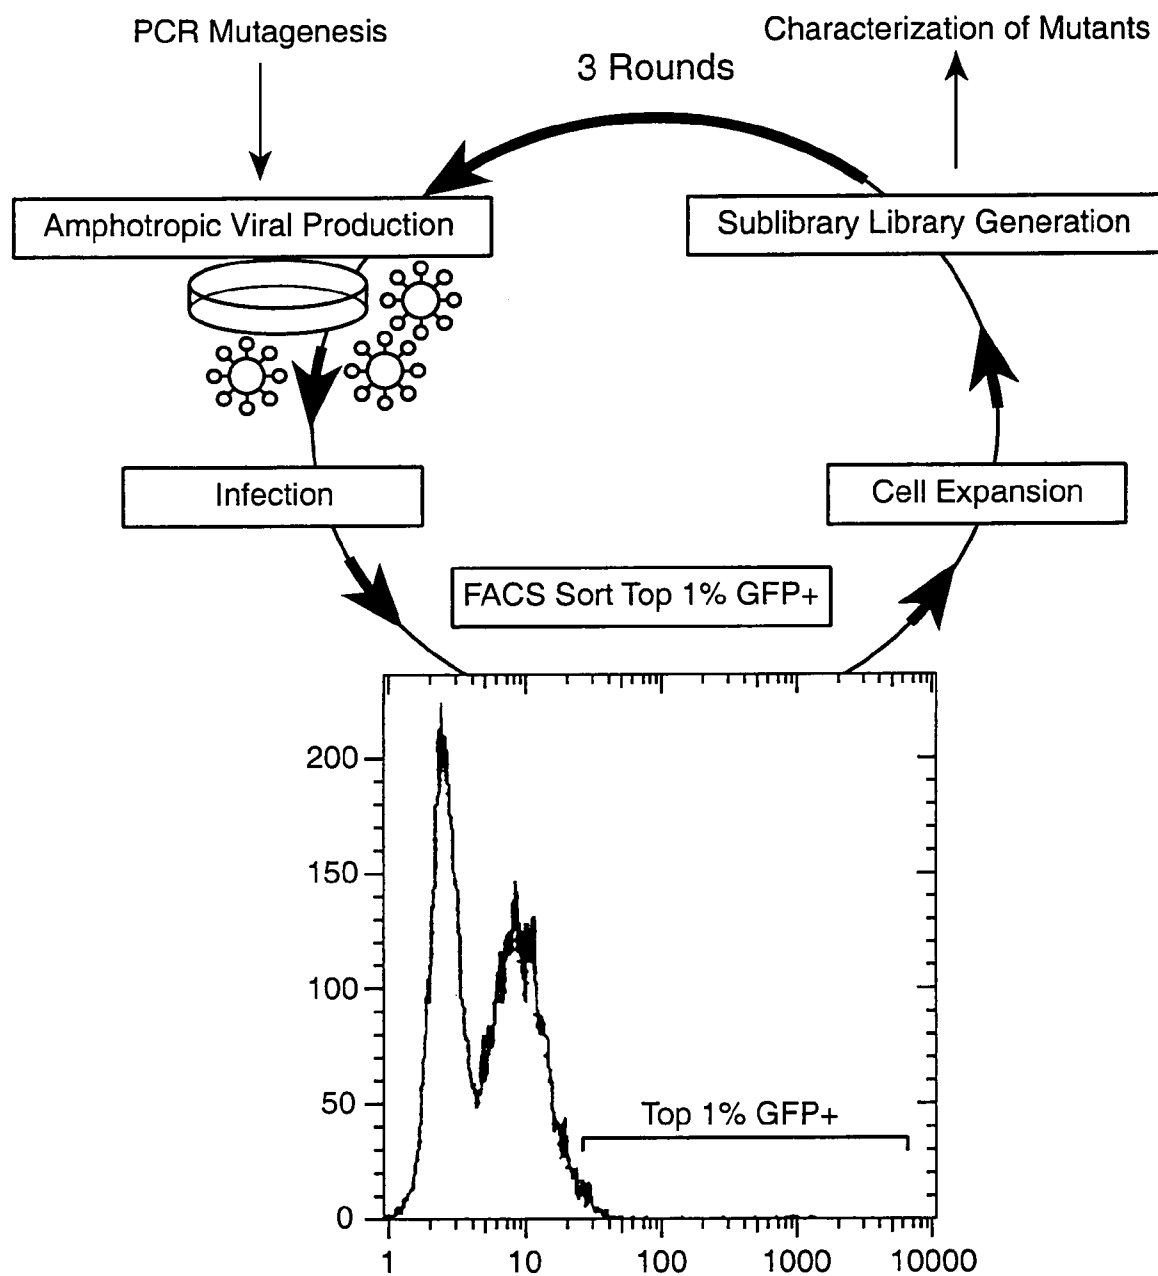 PCR Mutagenesis
Characterization of Mutants
3 Rounds
Amphotropic Viral Production
Sublibrary Library Generation
Infection
Cell Expansion
FACS Sort Top 1% GFP+
200
150
100
50
0
Top 1% GFP+
1 10 100 1000 10000